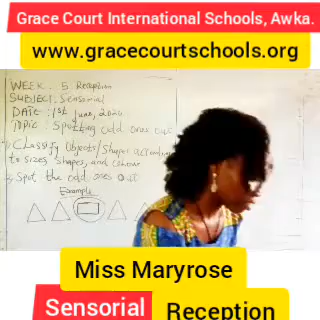 Grace Court International Schools, Awka.
www.gracecourtschools.org
WEEK: 5 Reception
SUBJECT: Sensorial
DATE: 1st June, 2020
TOPIC: Spotting odd ones out
Classify Objects/Shapes according
to sizes, shapes, and colour
Spot the odd ones out
Example
Miss Maryrose
Sensorial
Reception